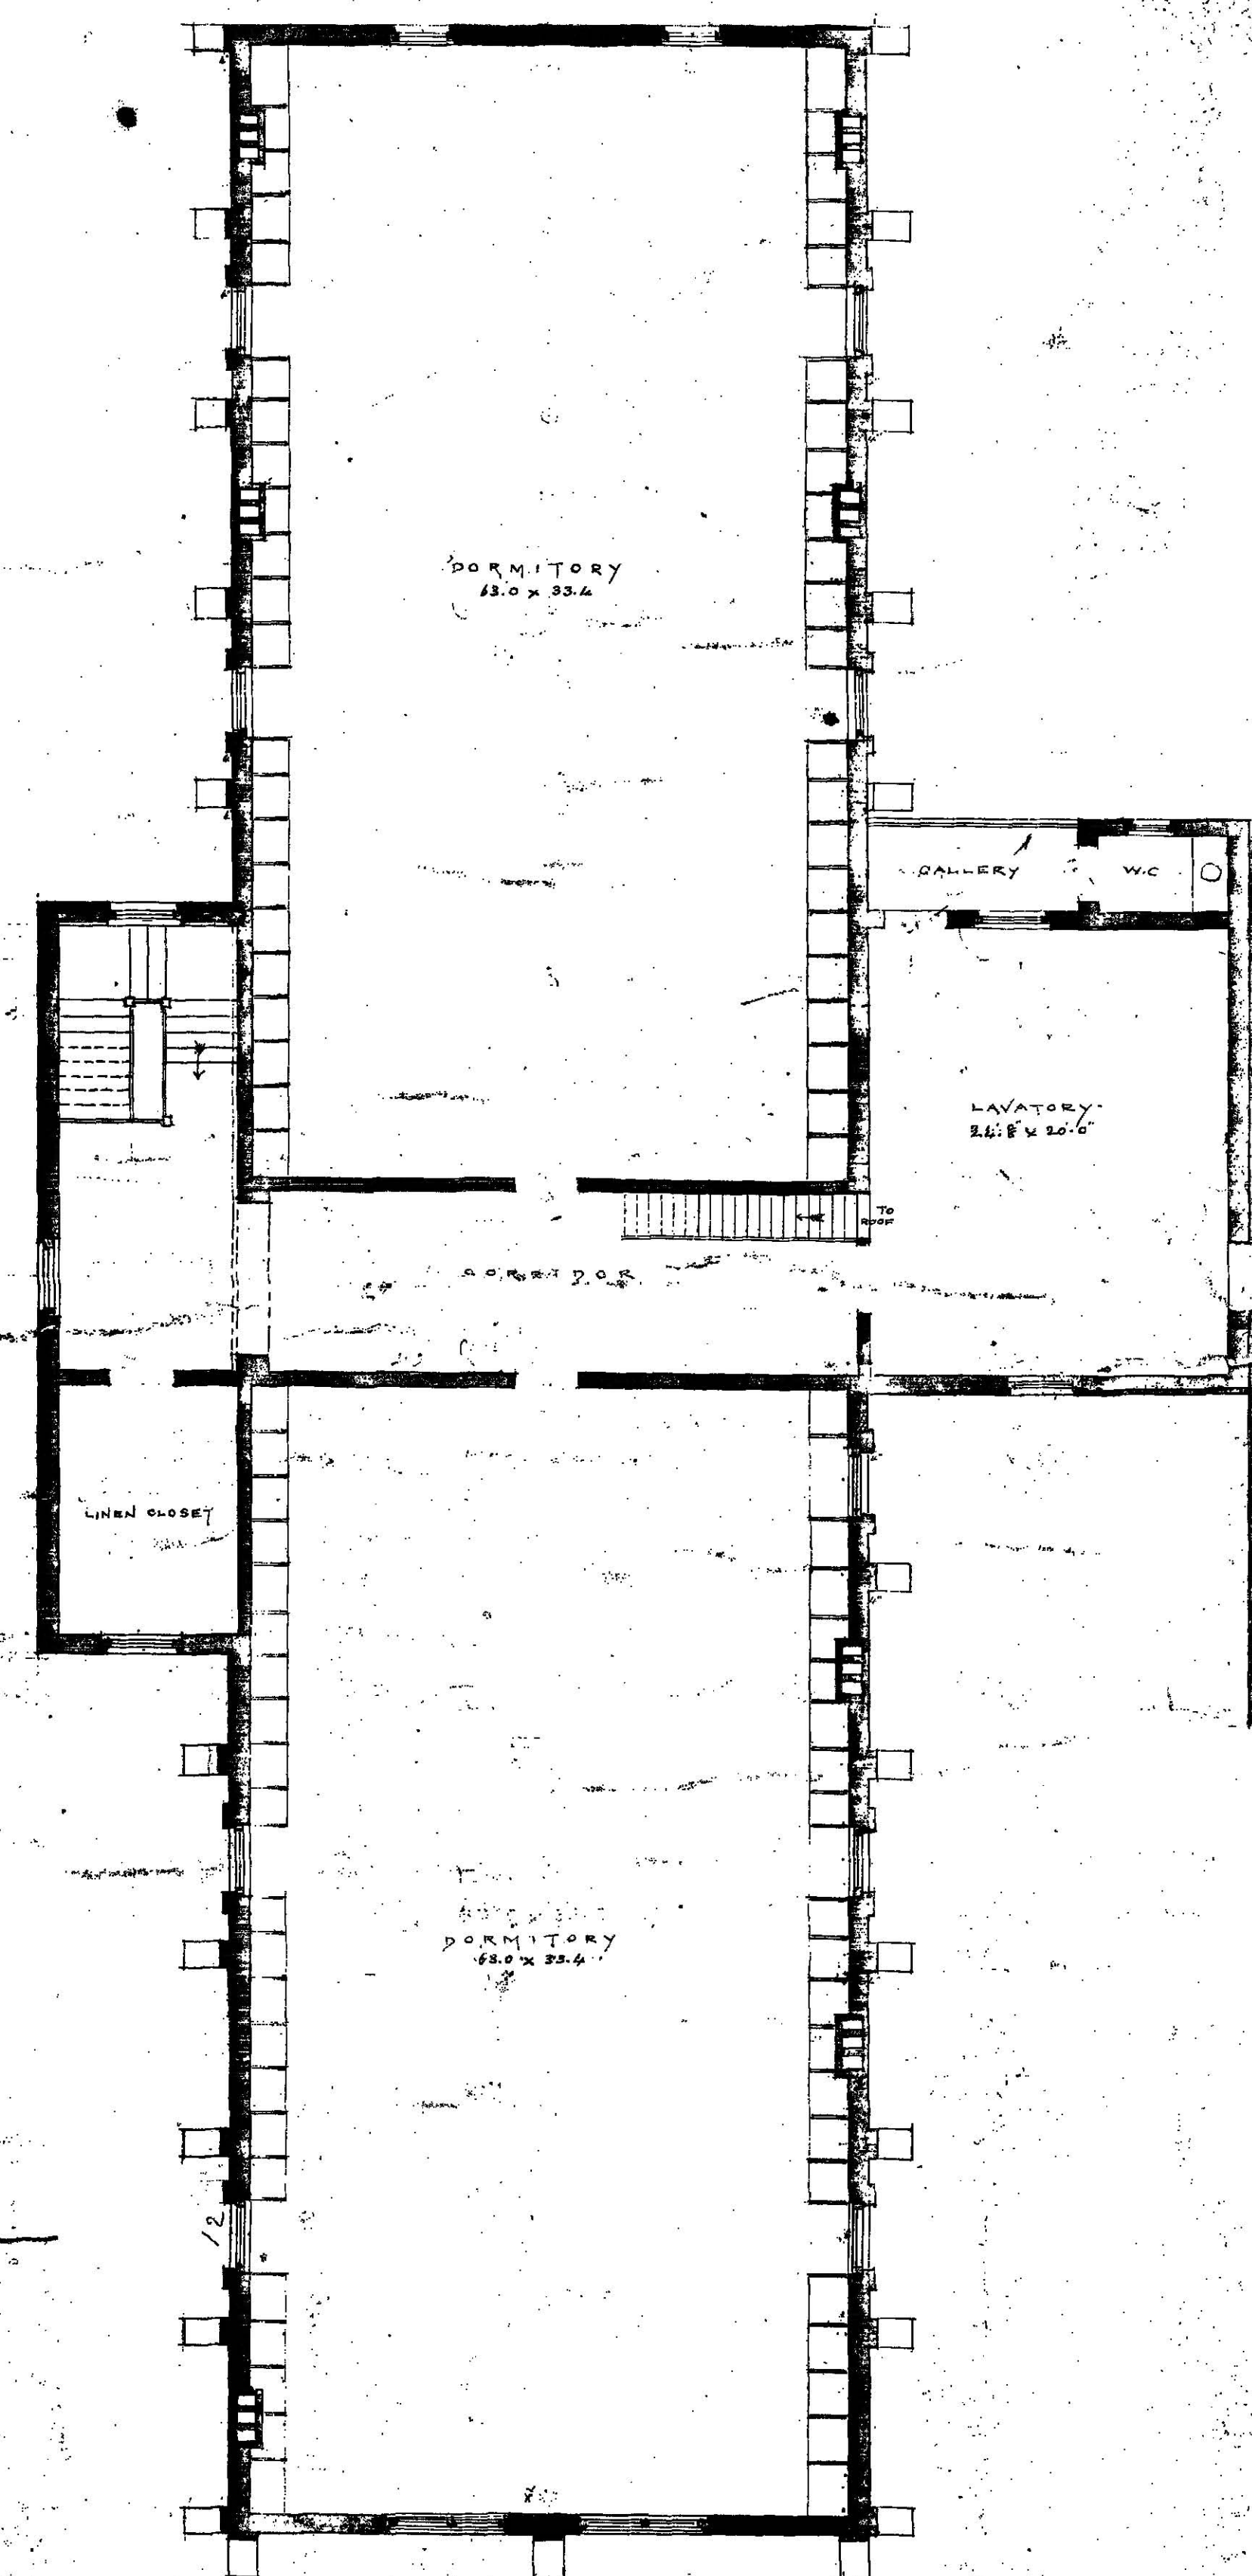 DORMITORY
63.0 x 33.4
GALLERY
W.C
LAVATORY
24'.8" x 20'.0"
TO
ROOF
CORRIDOR
LINEN CLOSET
DORMITORY
63.0 x 33.4
12